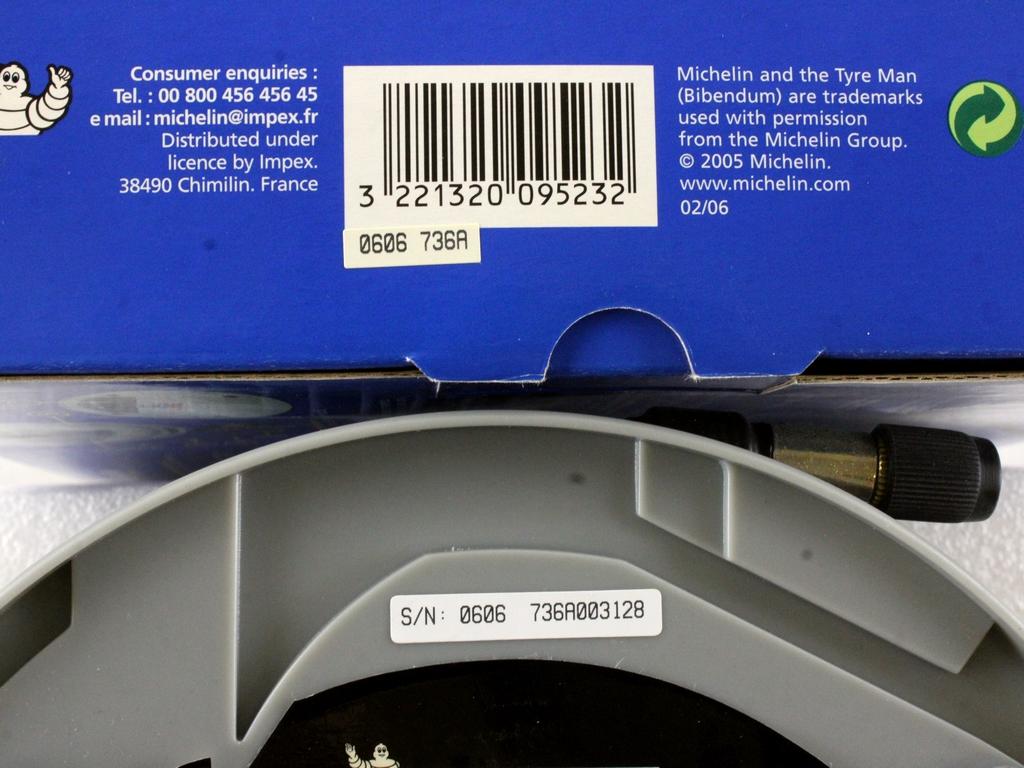 Consumer enquiries :
Tel. : 00 800 456 456 45
e mail : michelin@impex.fr
Distributed under
licence by Impex.
38490 Chimilin. France
3 221320 095232
0606 736A
Michelin and the Tyre Man
(Bibendum) are trademarks
used with permission
from the Michelin Group.
© 2005 Michelin.
www.michelin.com
02/06
S/N: 0606 736A003128